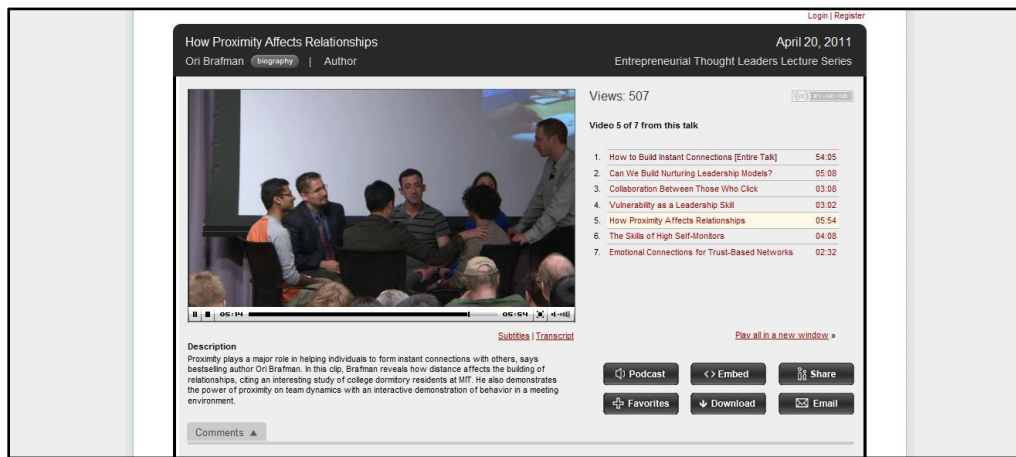 Login | Register
How Proximity Affects Relationships
April 20, 2011
Ori Brafman biography | Author
Entrepreneurial Thought Leaders Lecture Series
Views: 507
(cc) BY-NC-ND
Video 5 of 7 from this talk
1. How to Build Instant Connections [Entire Talk] 54:05
2. Can We Build Nurturing Leadership Models? 05:08
3. Collaboration Between Those Who Click 03:08
4. Vulnerability as a Leadership Skill 03:02
5. How Proximity Affects Relationships 05:54
6. The Skills of High Self-Monitors 04:08
7. Emotional Connections for Trust-Based Networks 02:32
05:14 05:54
Subtitles | Transcript
Play all in a new window »
Description
Proximity plays a major role in helping individuals to form instant connections with others, says
bestselling author Ori Brafman. In this clip, Brafman reveals how distance affects the building of
relationships, citing an interesting study of college dormitory residents at MIT. He also demonstrates
the power of proximity on team dynamics with an interactive demonstration of behavior in a meeting
environment.
Podcast
<> Embed
Share
Favorites
Download
Email
Comments ▲